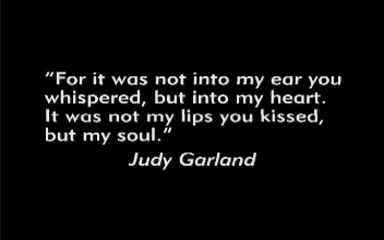 “For it was not into my ear you
whispered, but into my heart.
It was not my lips you kissed,
but my soul.”
Judy Garland